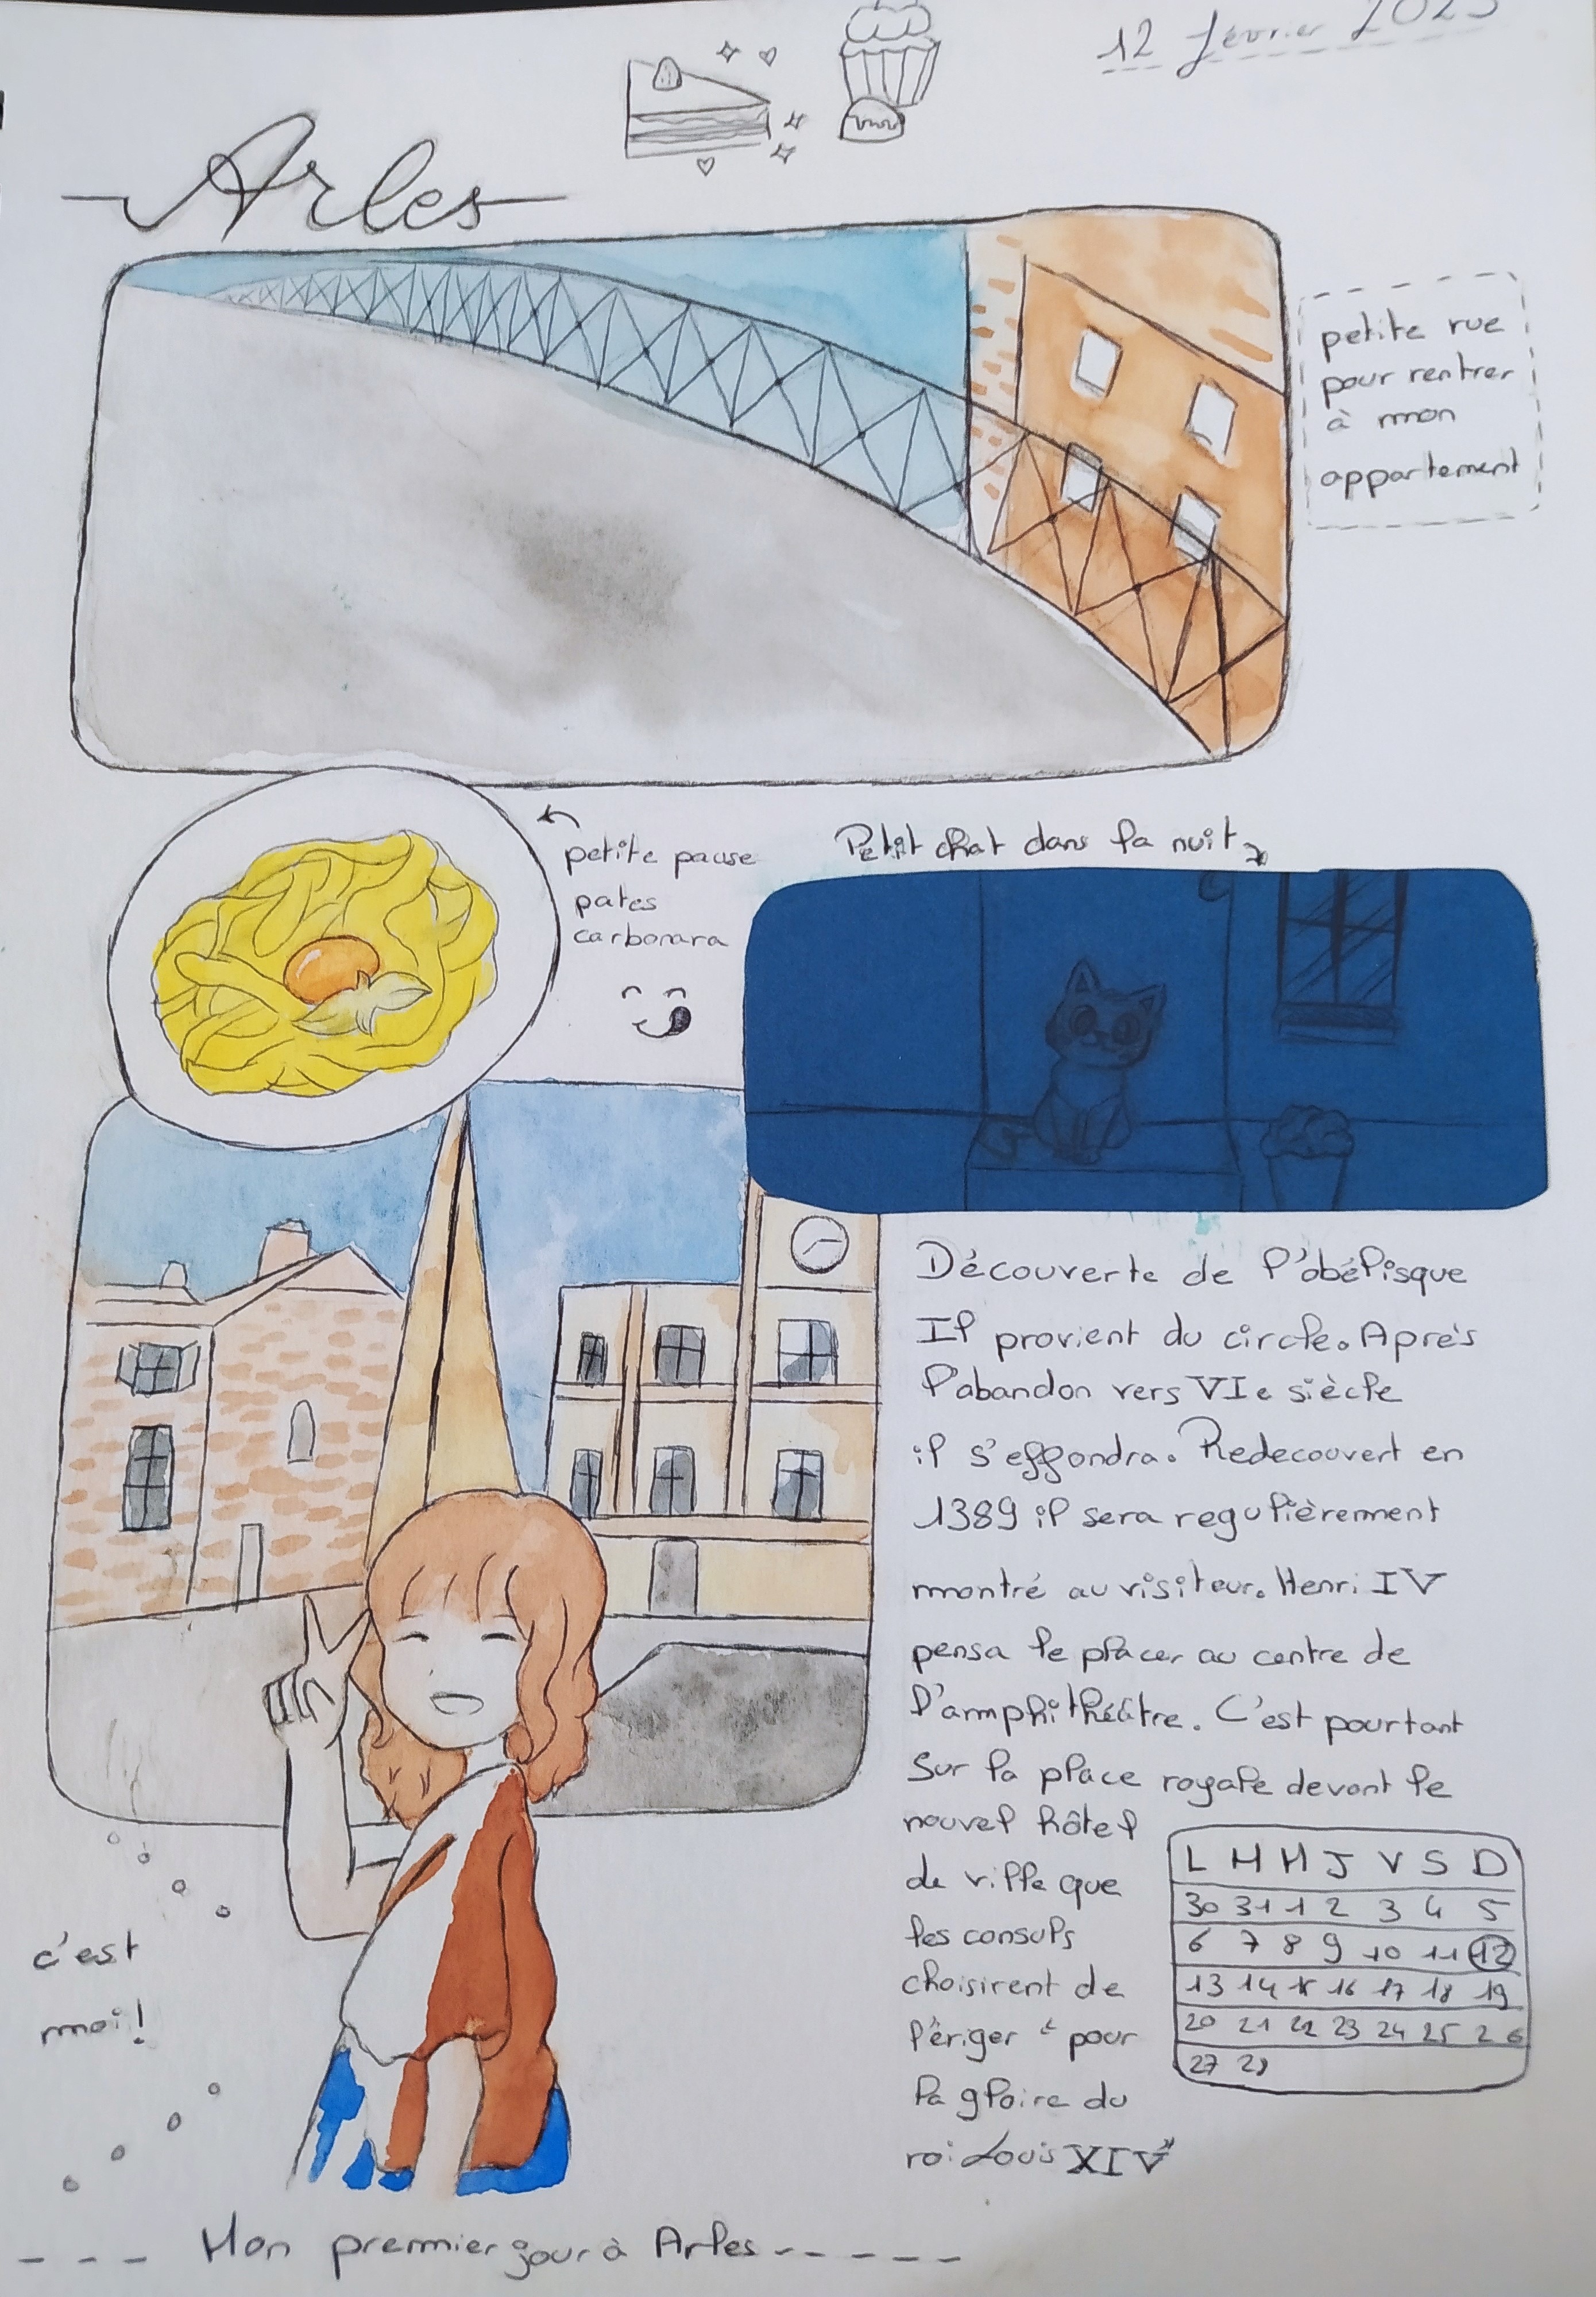 12 février 2023
Arles
petite rue
pour rentrer
à mon
appartement
petite pause
pates
carbonara
Petit chat dans la nuit
Découverte de l'obélisque
Il provient du circle. Après
l'abandon vers VIe siècle
il s'effondra. Redecouvert en
1389 il sera regulièrement
montré au visiteur. Henri IV
pensa le placer au centre de
l'amphithéâtre. C'est pourtant
Sur la place royale devant le
nouvel hôtel
de ville que
les consuls
choisirent de
l'ériger " pour
la gloire du
roi Louis XIV"
L M M J V S D
30 31 1 2 3 4 5
6 7 8 9 10 11 12
13 14 15 16 17 18 19
20 21 22 23 24 25 26
27 28
c'est
moi!
Mon premier jour à Arles